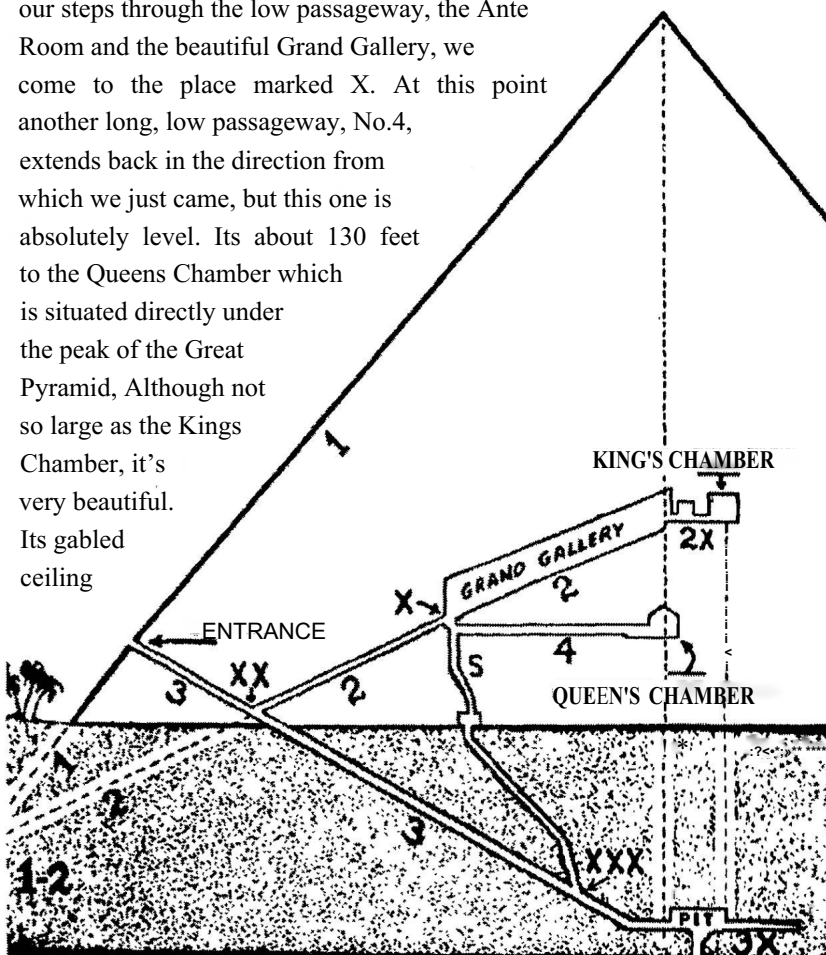 our steps through the low passageway, the Ante
Room and the beautiful Grand Gallery, we
come to the place marked X. At this point
another long, low passageway, No.4,
extends back in the direction from
which we just came, but this one is
absolutely level. Its about 130 feet
to the Queens Chamber which
is situated directly under
the peak of the Great
Pyramid, Although not
so large as the Kings
Chamber, it's
very beautiful.
Its gabled
ceiling
1
KING'S CHAMBER
GRAND GALLERY
2X
2
X
ENTRANCE
XX
3
2
S
4
QUEEN'S CHAMBER
1
2
3
1-2
XXX
PIT
3X